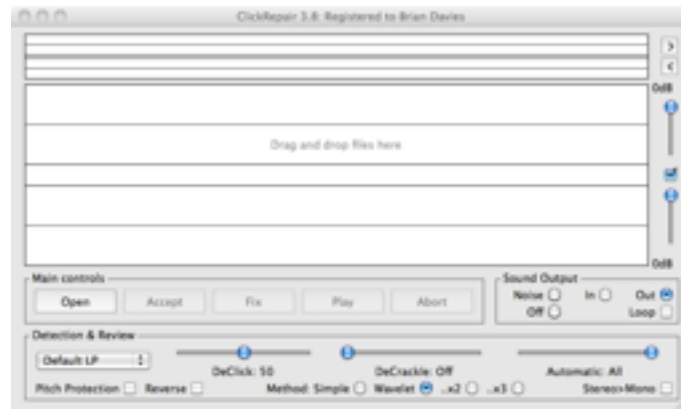 ClickRepair 3.8: Registered to Brian Davies
>
<
0dB
Drag and drop files here
0dB
Main controls
Open Accept Fix Play Abort
Sound Output
Noise In Out
Off Loop
Detection & Review
Default LP
DeClick: 50 DeCrackle: Off Automatic: All
Pitch Protection Reverse Method: Simple Wavelet ..x2 ..x3 Stereo>Mono